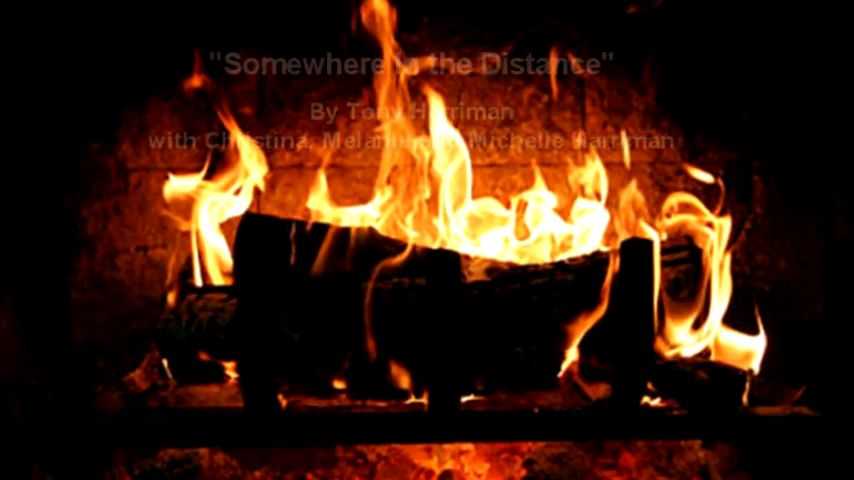 "Somewhere in the Distance"
By Tony Harriman
with Christina, Melanie and Michelle Harriman